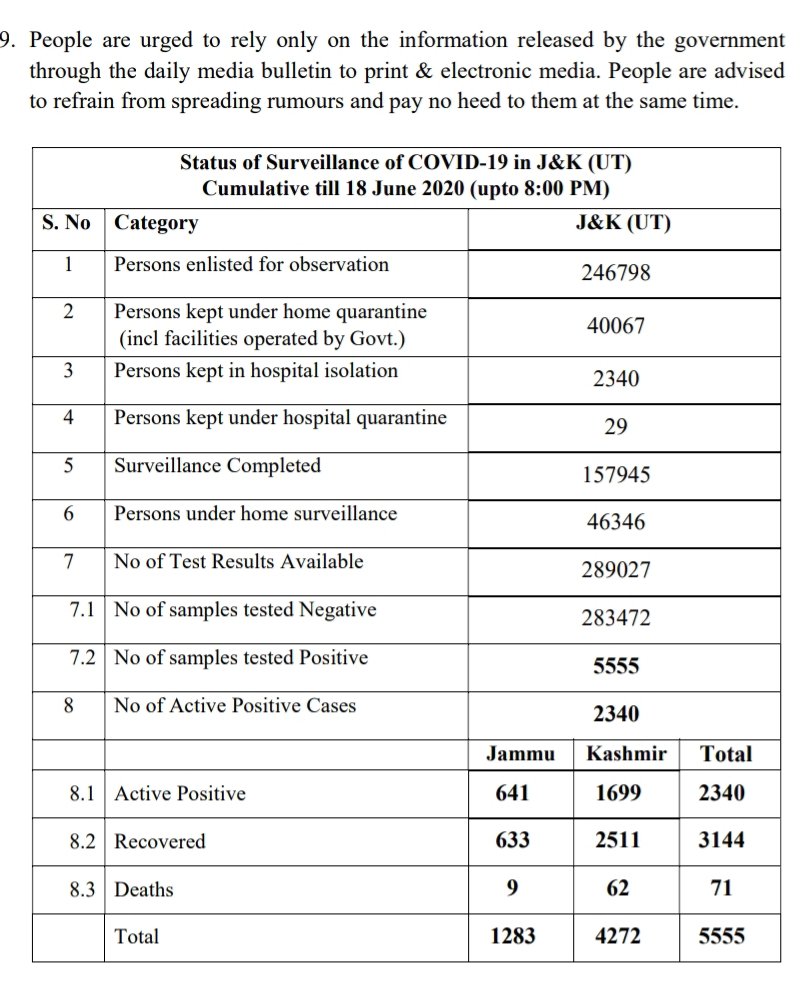 9. People are urged to rely only on the information released by the government
through the daily media bulletin to print & electronic media. People are advised
to refrain from spreading rumours and pay no heed to them at the same time.
Status of Surveillance of COVID-19 in J&K (UT)
Cumulative till 18 June 2020 (upto 8:00 PM)
S. No Category J&K (UT)
1 Persons enlisted for observation 246798
2 Persons kept under home quarantine
(incl facilities operated by Govt.) 40067
3 Persons kept in hospital isolation 2340
4 Persons kept under hospital quarantine 29
5 Surveillance Completed 157945
6 Persons under home surveillance 46346
7 No of Test Results Available 289027
7.1 No of samples tested Negative 283472
7.2 No of samples tested Positive 5555
8 No of Active Positive Cases 2340
Jammu Kashmir Total
8.1 Active Positive 641 1699 2340
8.2 Recovered 633 2511 3144
8.3 Deaths 9 62 71
Total 1283 4272 5555